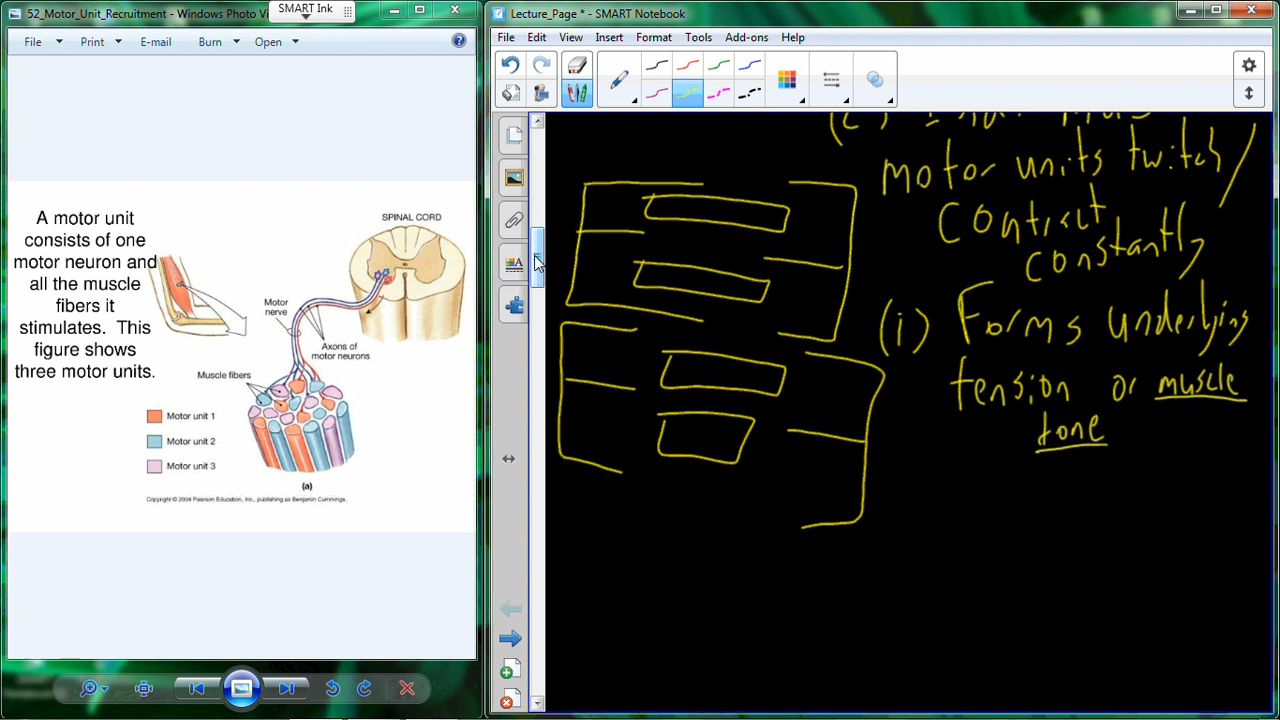 52_Motor_Unit_Recruitment - Windows Photo Vi
SMART Ink
File Print E-mail Burn Open
A motor unit
consists of one
motor neuron and
all the muscle
fibers it
stimulates. This
figure shows
three motor units.
SPINAL CORD
Motor
nerve
Axons of
motor neurons
Muscle fibers
Motor unit 1
Motor unit 2
Motor unit 3
(a)
Copyright © 2004 Pearson Education, Inc., publishing as Benjamin Cummings.
Lecture_Page * - SMART Notebook
File Edit View Insert Format Tools Add-ons Help
motor units twitch/
contract
constantly
(i) Forms underlying
tension or muscle
tone